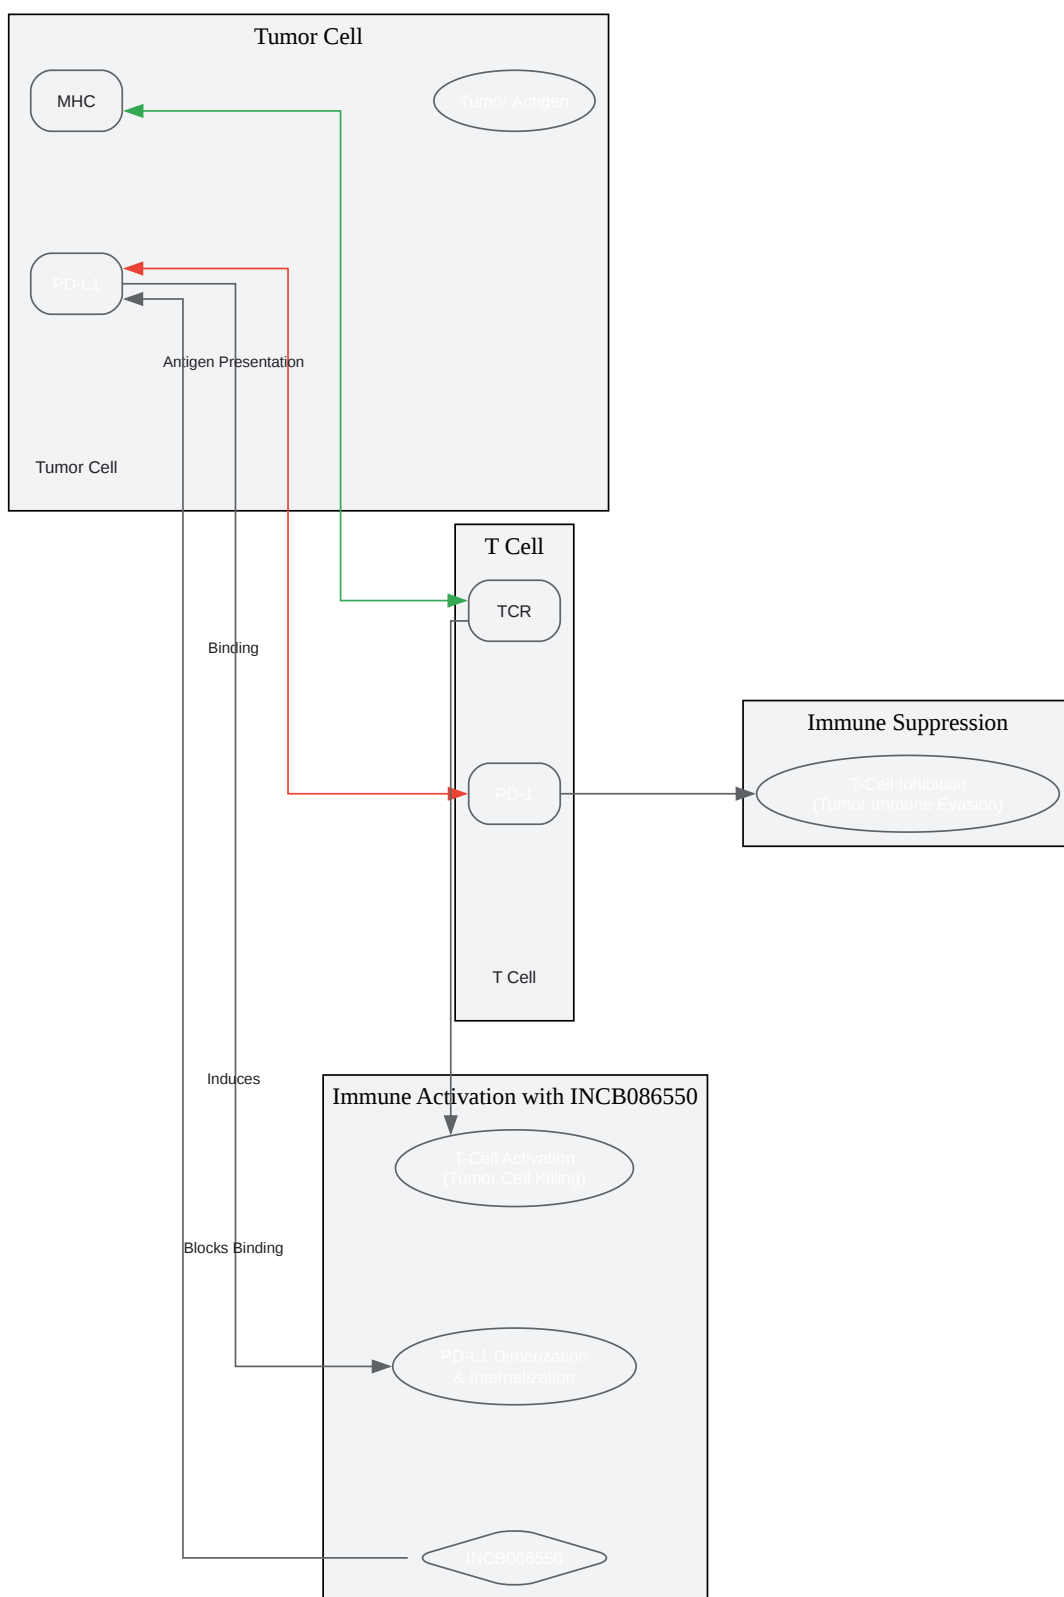 Tumor Cell
MHC
Tumor Antigen
PD-L1
Antigen Presentation
Tumor Cell
T Cell
TCR
Binding
Immune Suppression
PD-1
T-Cell Inhibition
(Tumor Immune Evasion)
T Cell
Induces
Immune Activation with INCB086550
T-Cell Activation
(Tumor Cell Killing)
Blocks Binding
PD-L1 Dimerization
& Internalization
INCB086550